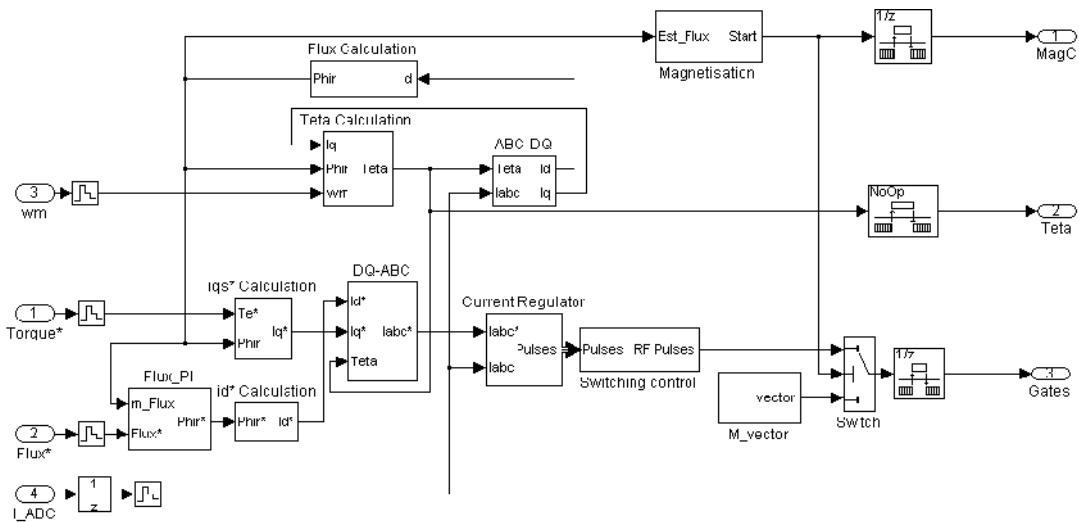 Est_Flux Start
Magnetisation
1/z
1
MagC
Flux Calculation
Phir d
Teta Calculation
Iq
Phir Teta
wrr
ABC DQ
Teta Id
Iabc Iq
3
wm
NoOp
2
Teta
DQ-ABC
Id*
Iq* Iabc*
Teta
iqs* Calculation
Te*
Iq*
Phir
1
Torque*
Current Regulator
Iabc*
Pulses
Iabc
Pulses RF Pulses
Switching control
vector
M_vector
Switch
1/z
3
Gates
Flux_PI
m_Flux
Phir*
Flux*
id* Calculation
Phir* Id*
2
Flux*
4
I_ADC
1
z